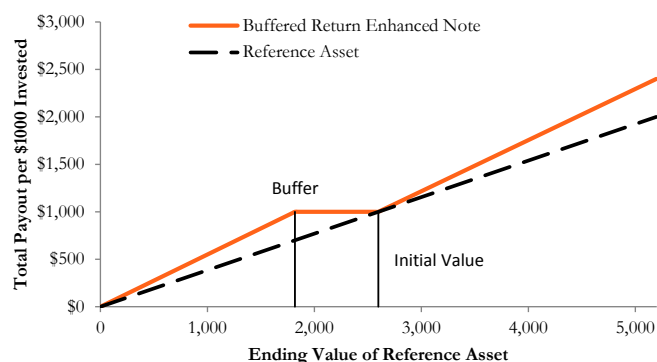 Buffered Return Enhanced Note
Reference Asset
Total Payout per $1000 Invested
$3,000
$2,500
$2,000
$1,500
$1,000
$500
$0
Buffer
Initial Value
0
1,000
2,000
3,000
4,000
5,000
Ending Value of Reference Asset